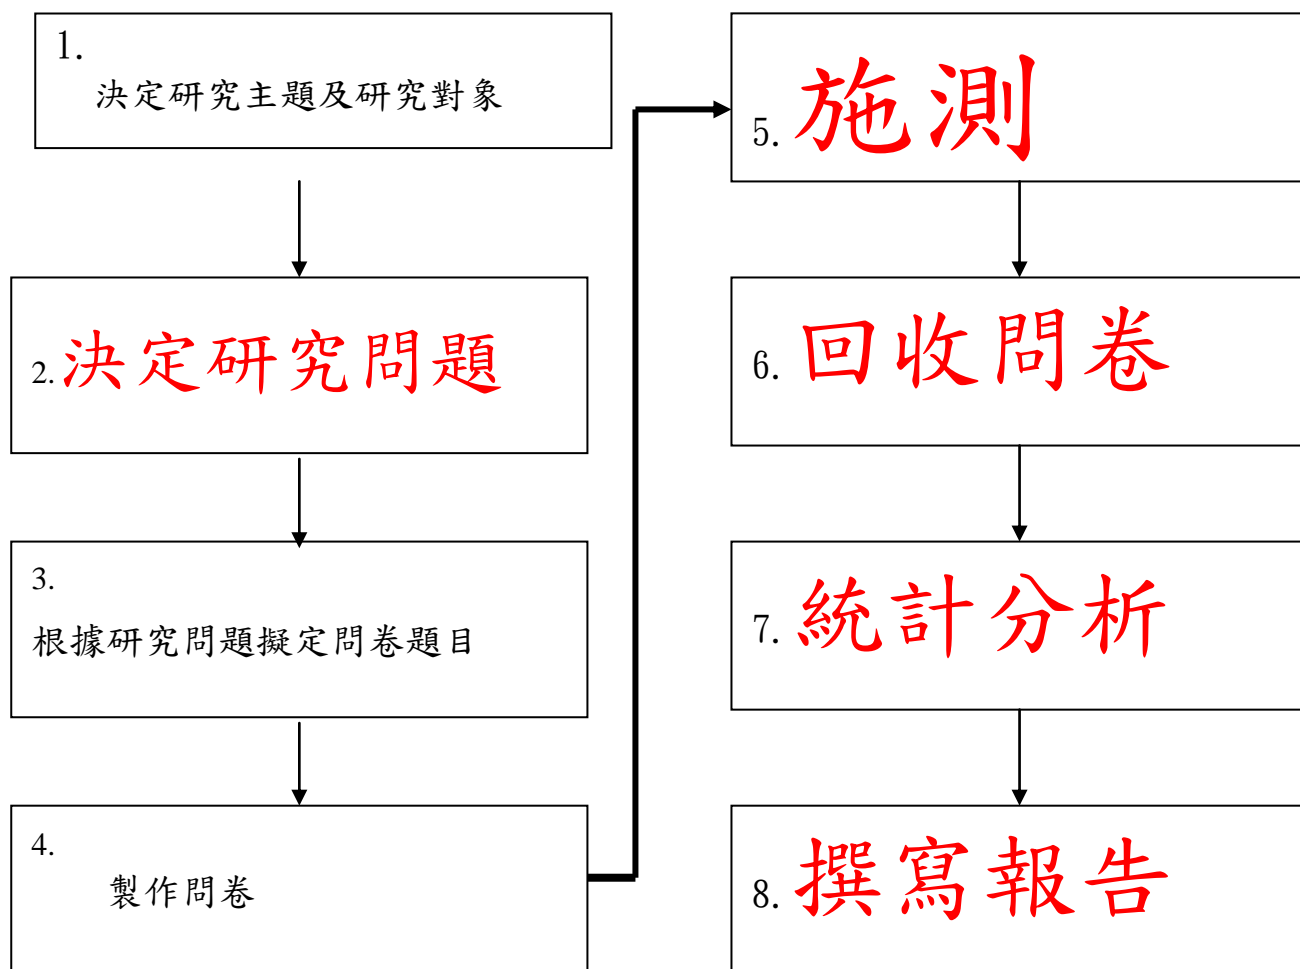 1.
決定研究主題及研究對象
2.決定研究問題
3.
根據研究問題擬定問卷題目
4.
製作問卷
5.施測
6.回收問卷
7.統計分析
8.撰寫報告